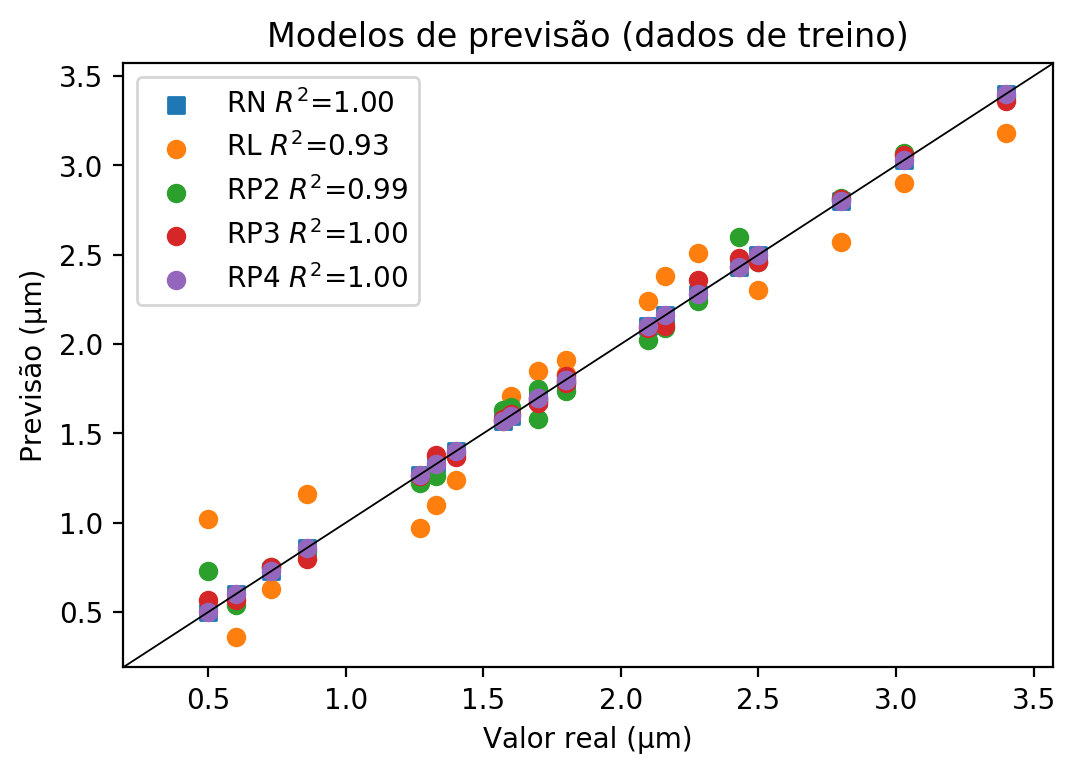 Modelos de previsão (dados de treino)
RN R²=1.00
RL R²=0.93
RP2 R²=0.99
RP3 R²=1.00
RP4 R²=1.00
Previsão (μm)
3.5
3.0
2.5
2.0
1.5
1.0
0.5
0.5 1.0 1.5 2.0 2.5 3.0 3.5
Valor real (μm)